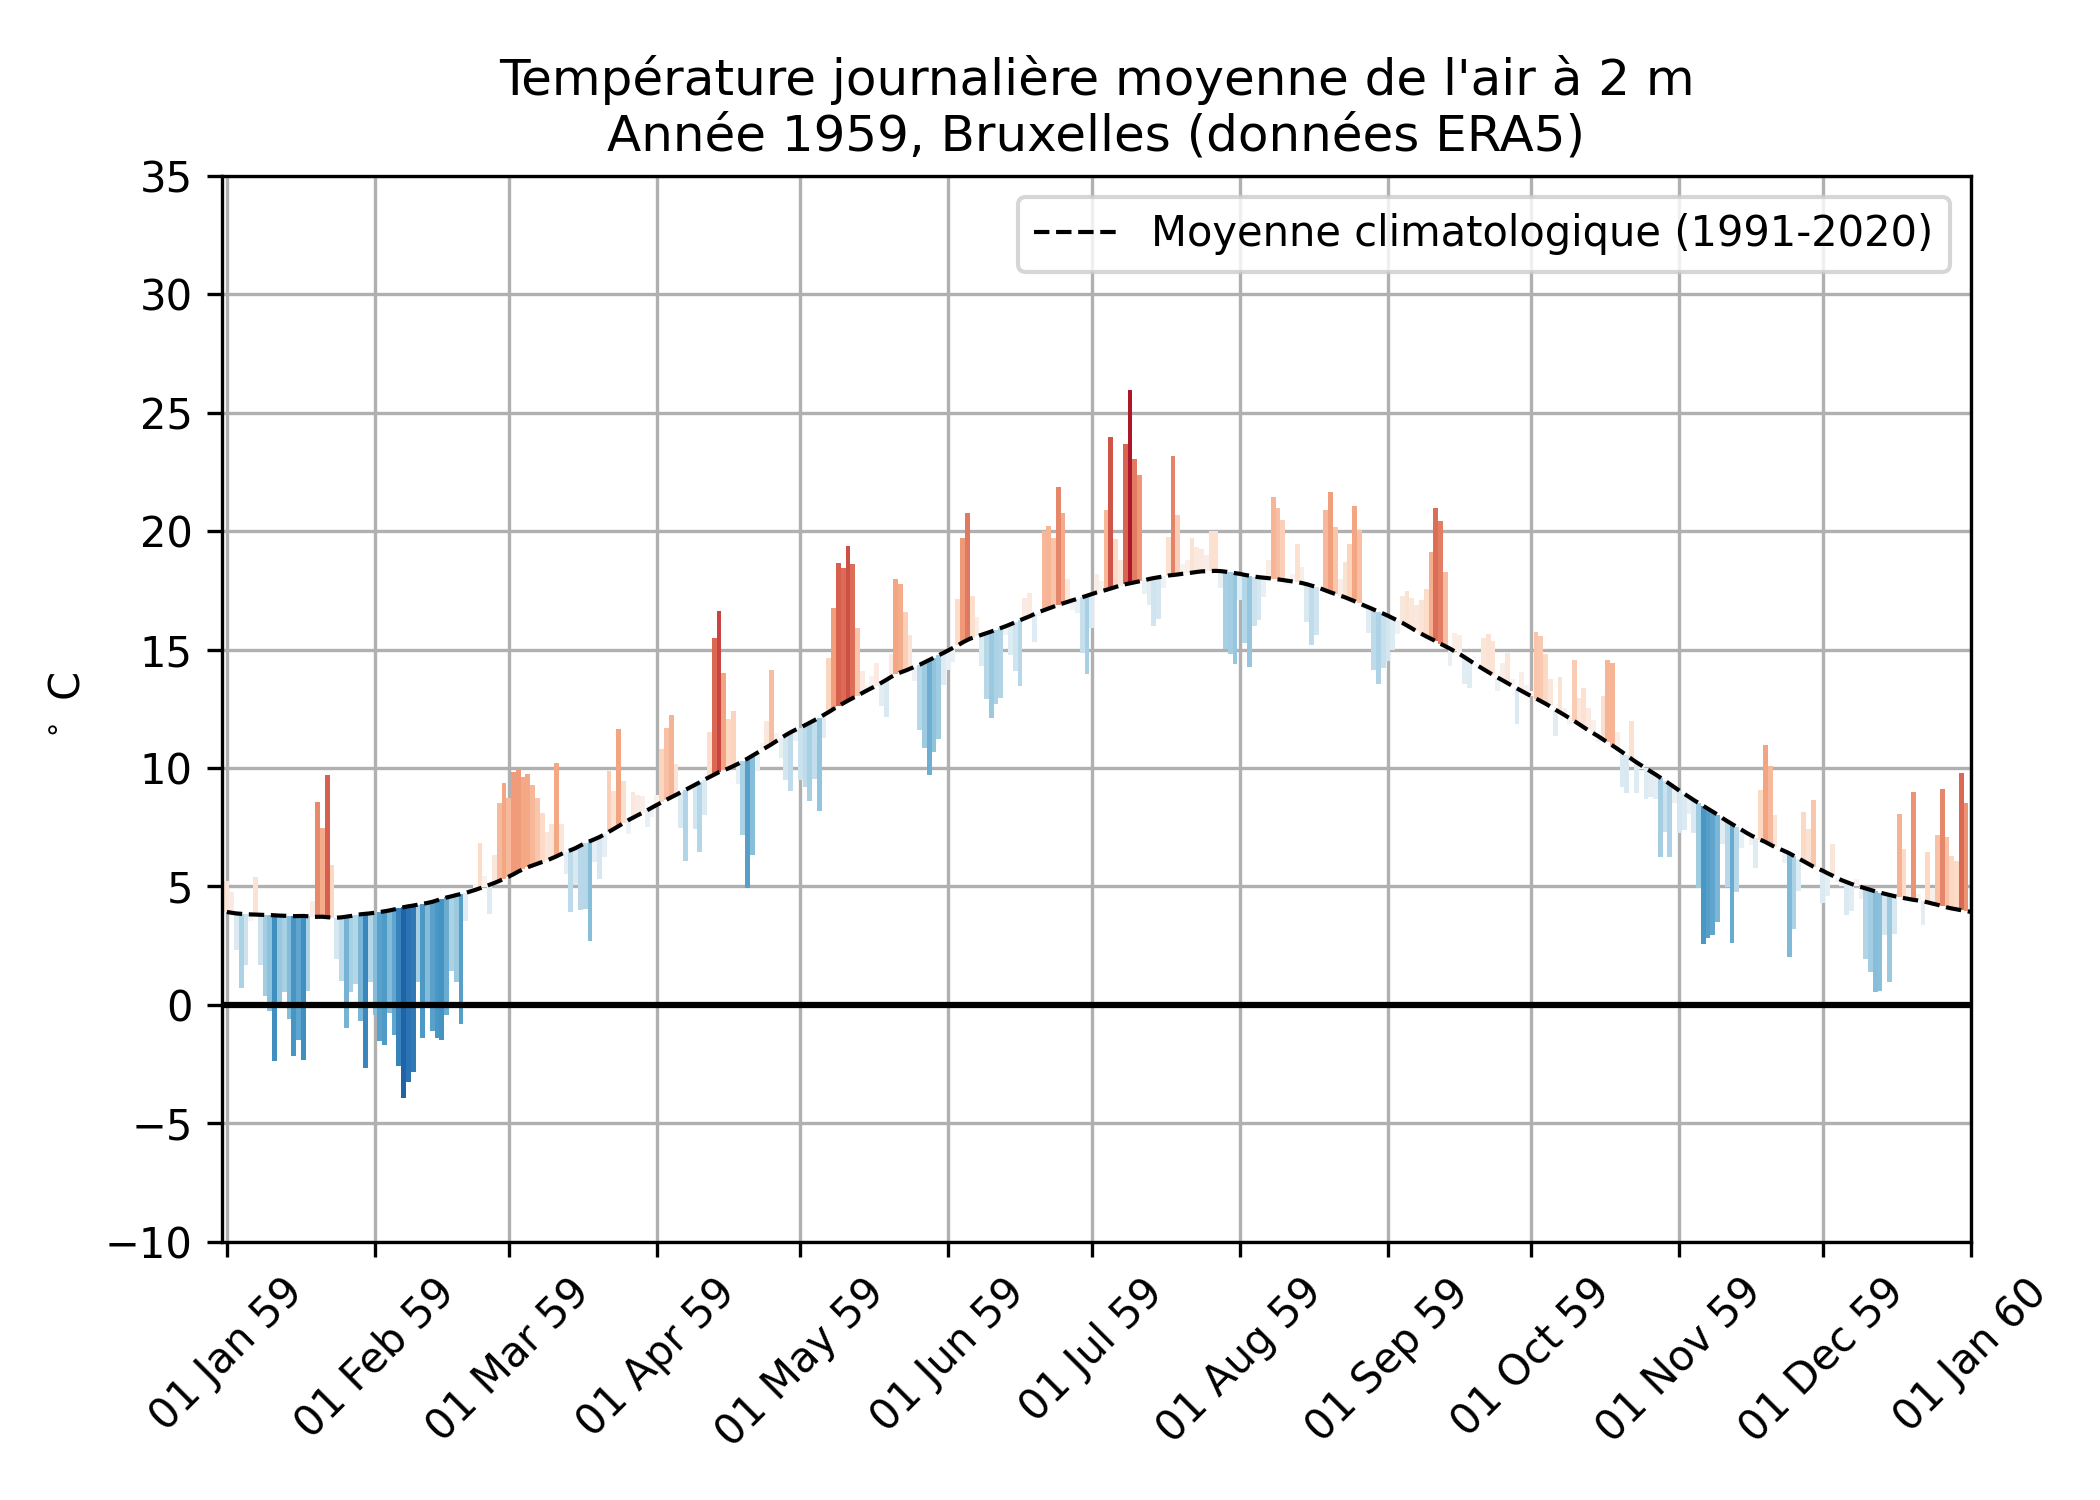 Température journalière moyenne de l'air à 2 m
Année 1959, Bruxelles (données ERA5)
Moyenne climatologique (1991-2020)
35
30
25
20
15
10
5
0
−5
−10
° C
01 Jan 59
01 Feb 59
01 Mar 59
01 Apr 59
01 May 59
01 Jun 59
01 Jul 59
01 Aug 59
01 Sep 59
01 Oct 59
01 Nov 59
01 Dec 59
01 Jan 60